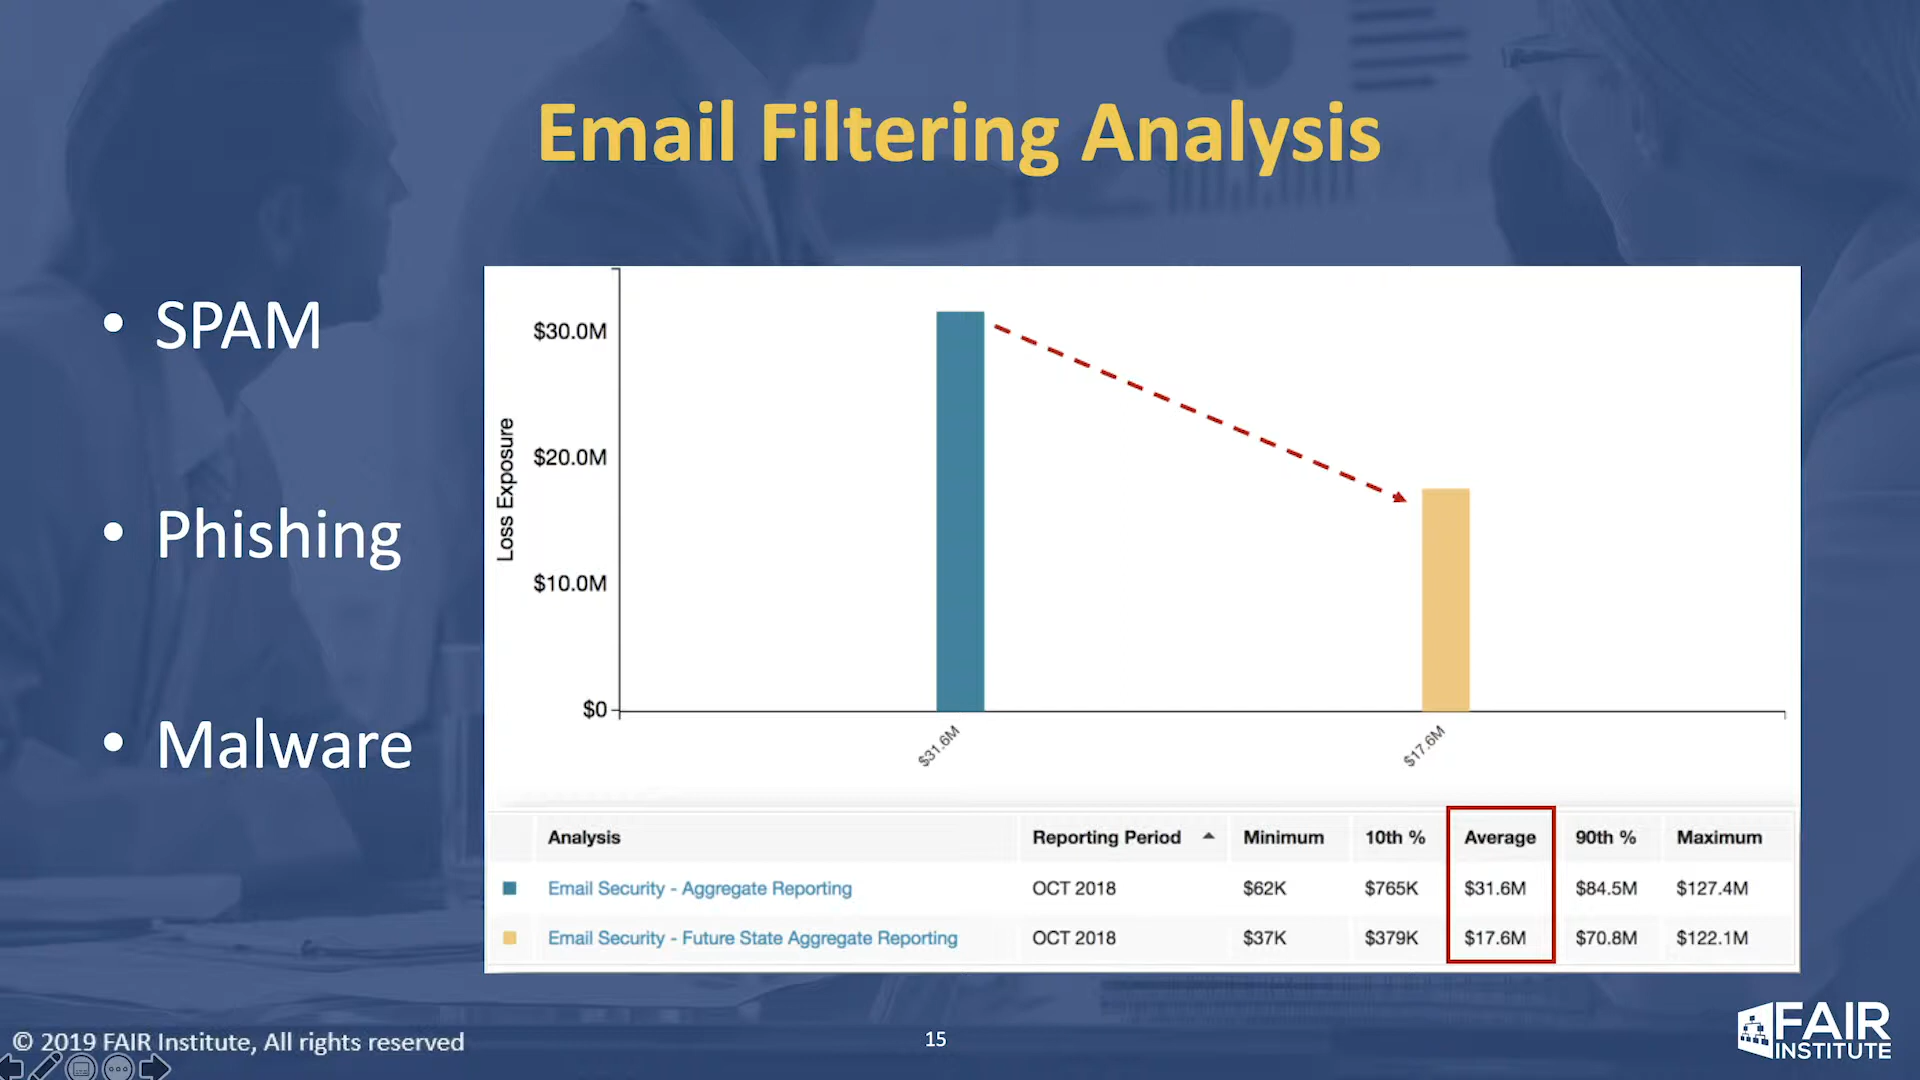 Email Filtering Analysis
• SPAM
• Phishing
• Malware
Loss Exposure
$30.0M
$20.0M
$10.0M
$0
$31.6M
$17.6M
Analysis Reporting Period Minimum 10th % Average 90th % Maximum
Email Security - Aggregate Reporting OCT 2018 $62K $765K $31.6M $84.5M $127.4M
Email Security - Future State Aggregate Reporting OCT 2018 $37K $379K $17.6M $70.8M $122.1M
© 2019 FAIR Institute, All rights reserved
15
FAIR
INSTITUTE